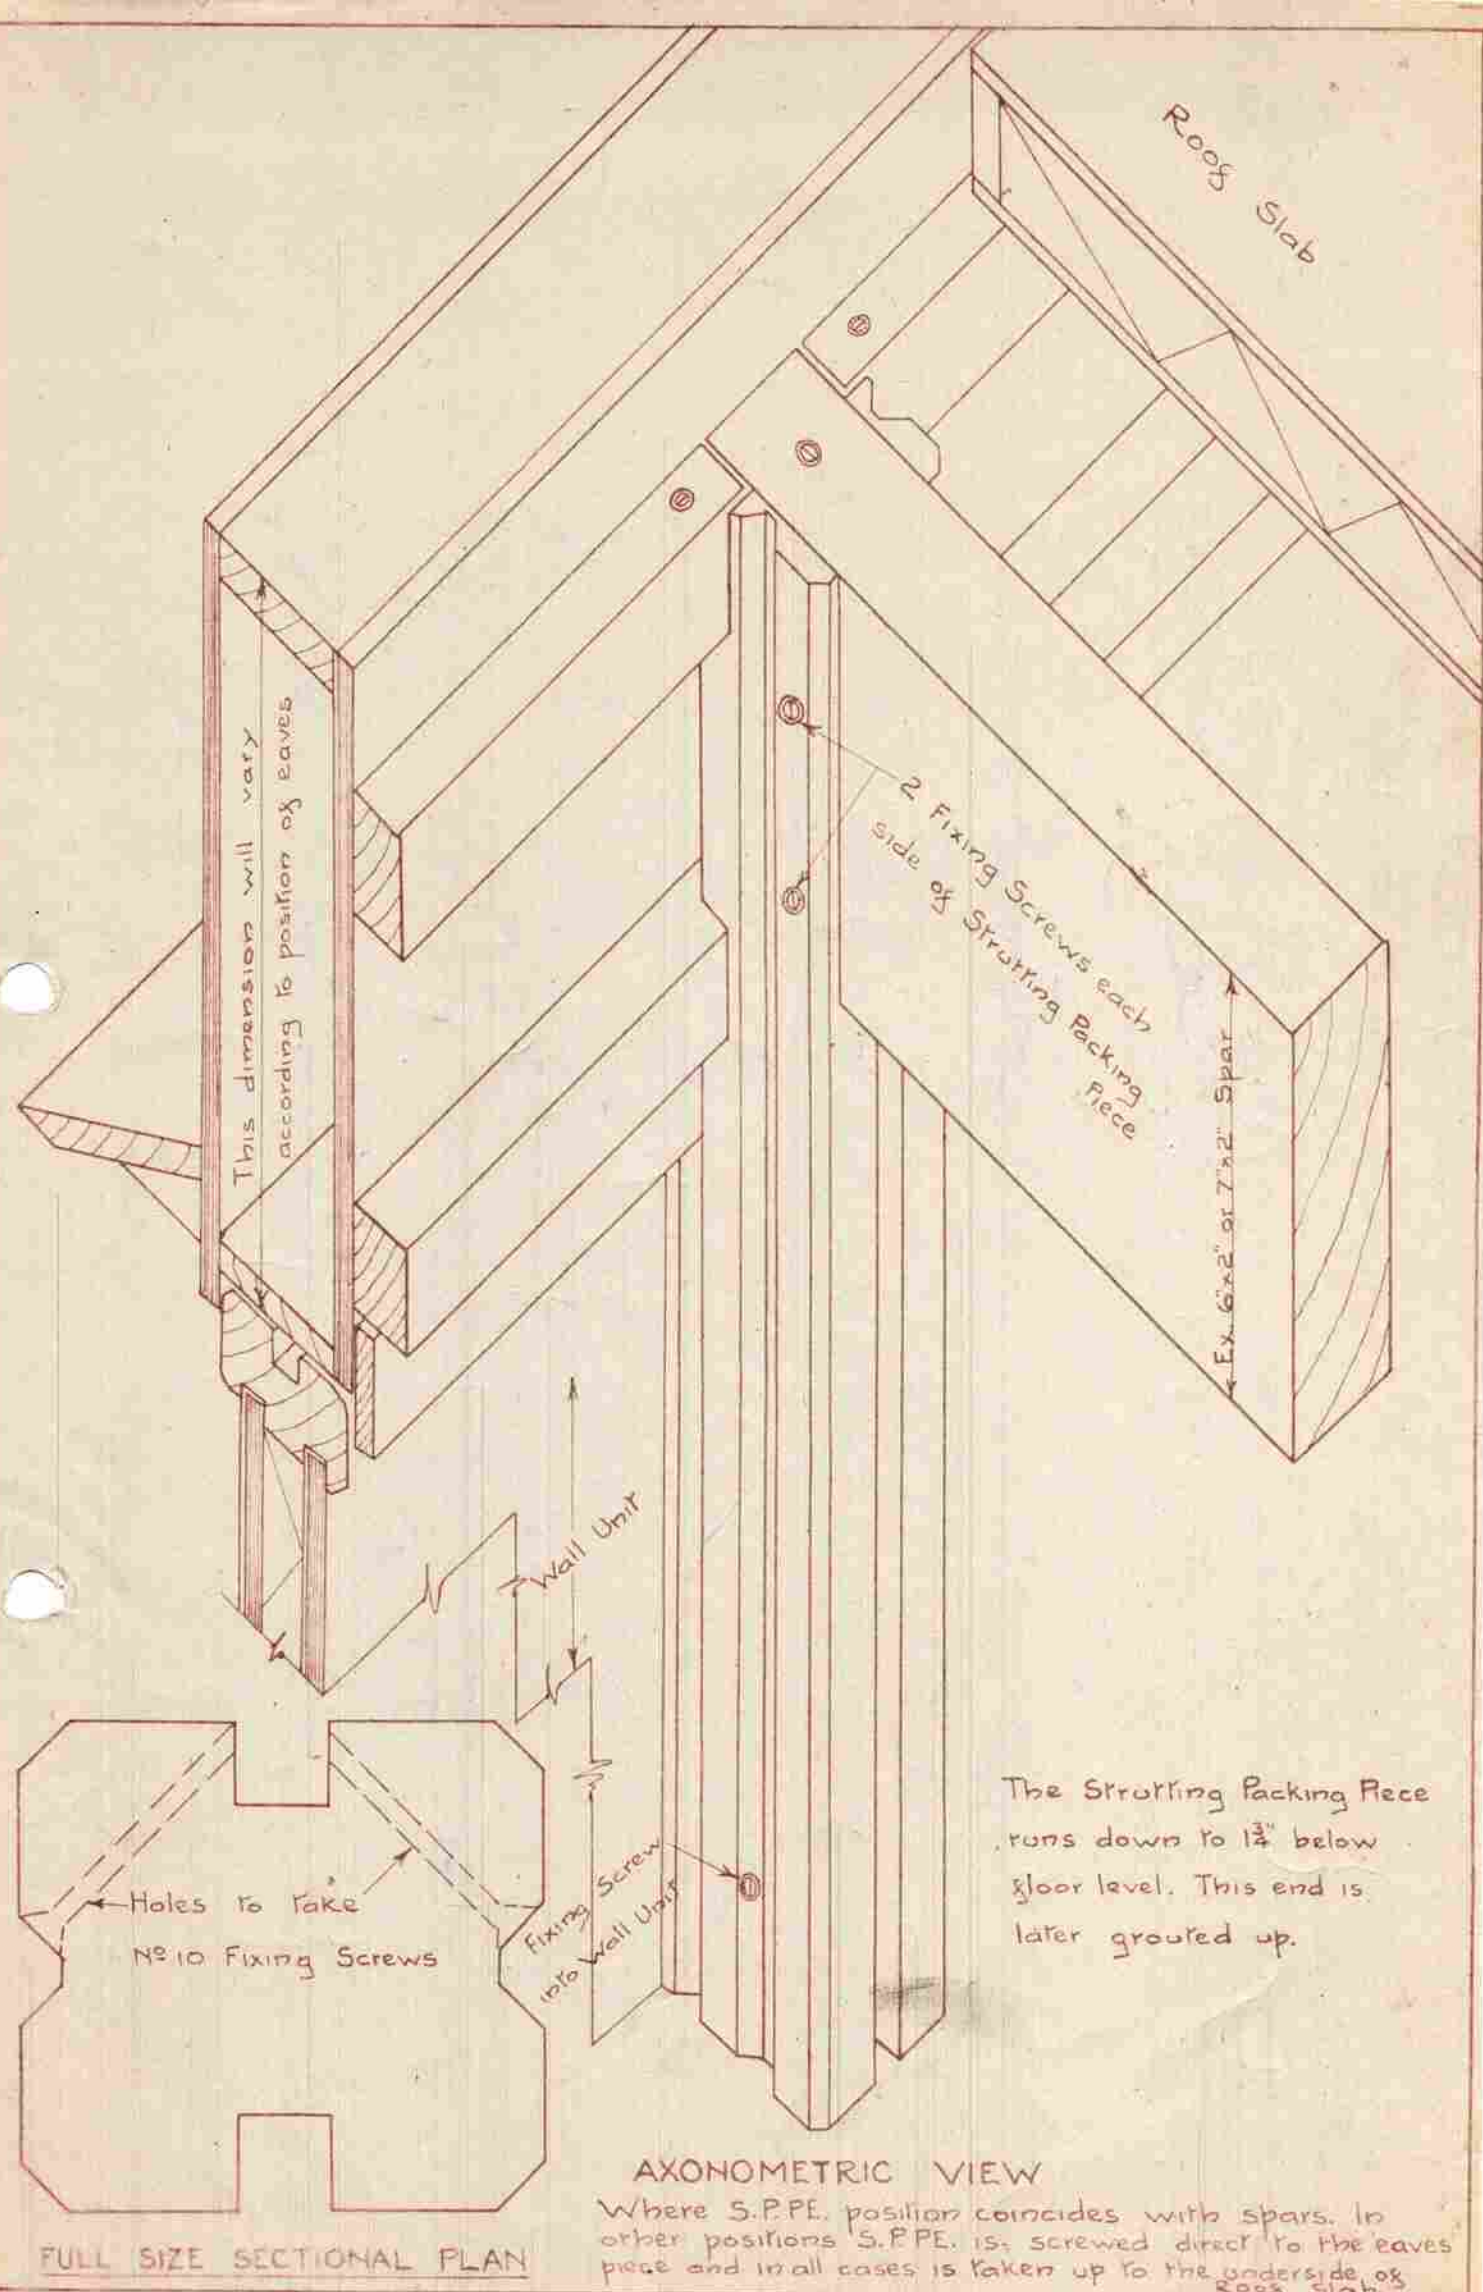 Roof Slab
This dimension will vary
according to position of eaves
2 Fixing Screws each
side of Strutting Packing
Piece
Ex. 6"x2" or 7"x2" Spar
Wall Unit
Fixing Screw
into Wall Unit
Holes to take
Nº 10 Fixing Screws
The Strutting Packing Piece
runs down to 1¾" below
floor level. This end is
later grouted up.
FULL SIZE SECTIONAL PLAN
AXONOMETRIC VIEW
Where S.P.PE. position coincides with spars. In
other positions S.P.PE. is screwed direct to the eaves
piece and in all cases is taken up to the underside of
Roof Slab